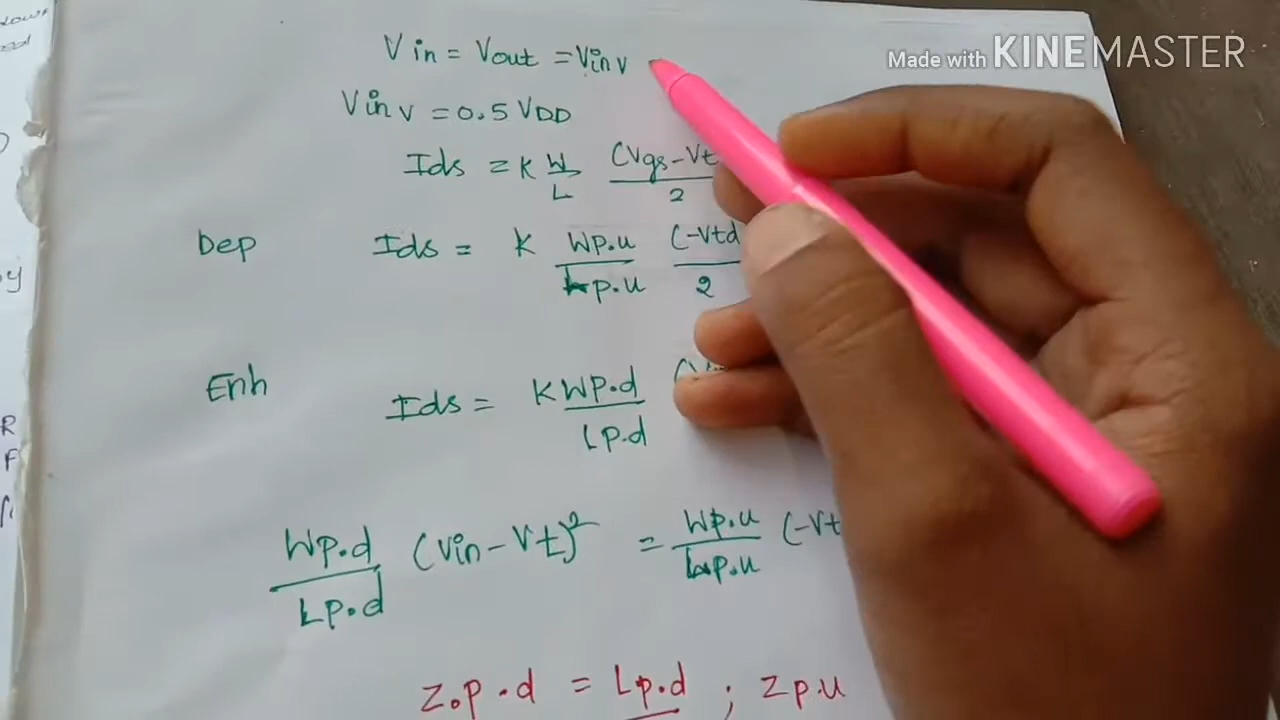 Made with KINEMASTER
Vin = Vout = Vinv
Vinv = 0.5 VDD
Ids = K W/L (Vgs-Vt/2
Dep Ids = K Wp.u/Lp.u (-Vtd/2
Enh Ids = K Wp.d/Lp.d (V
Wp.d/Lp.d (Vin-Vt)² = Wp.u/Lp.u (-Vt
Z.p.d = Lp.d ; Zp.u